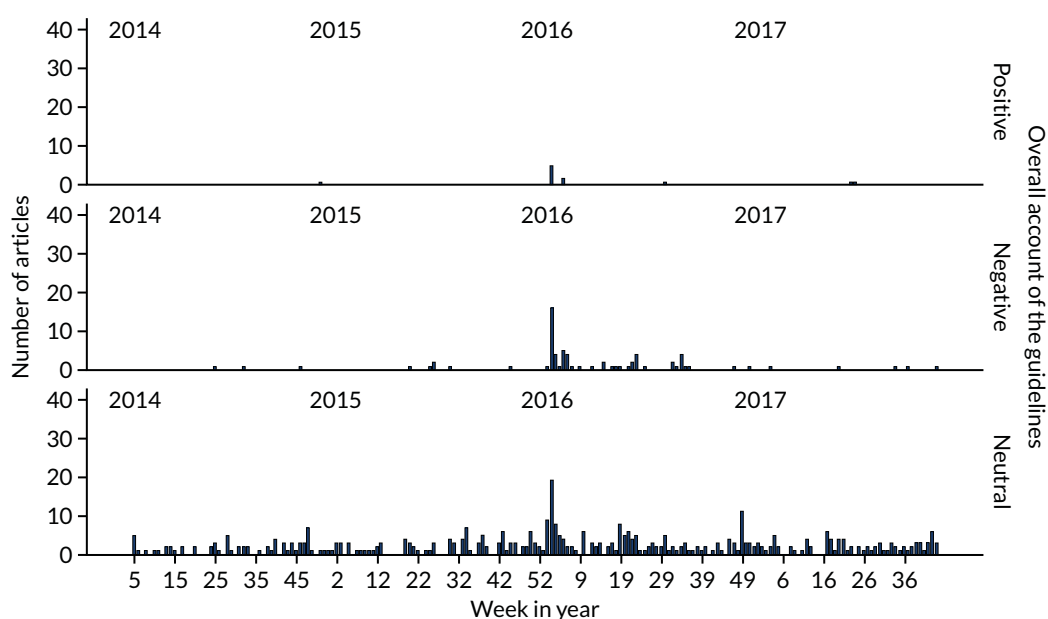 40 2014 2015 2016 2017
30
20
10
0
Positive
40 2014 2015 2016 2017
30
20
10
0
Negative
40 2014 2015 2016 2017
30
20
10
0
Neutral
5 15 25 35 45 2 12 22 32 42 52 9 19 29 39 49 6 16 26 36
Week in year
Number of articles
Overall account of the guidelines